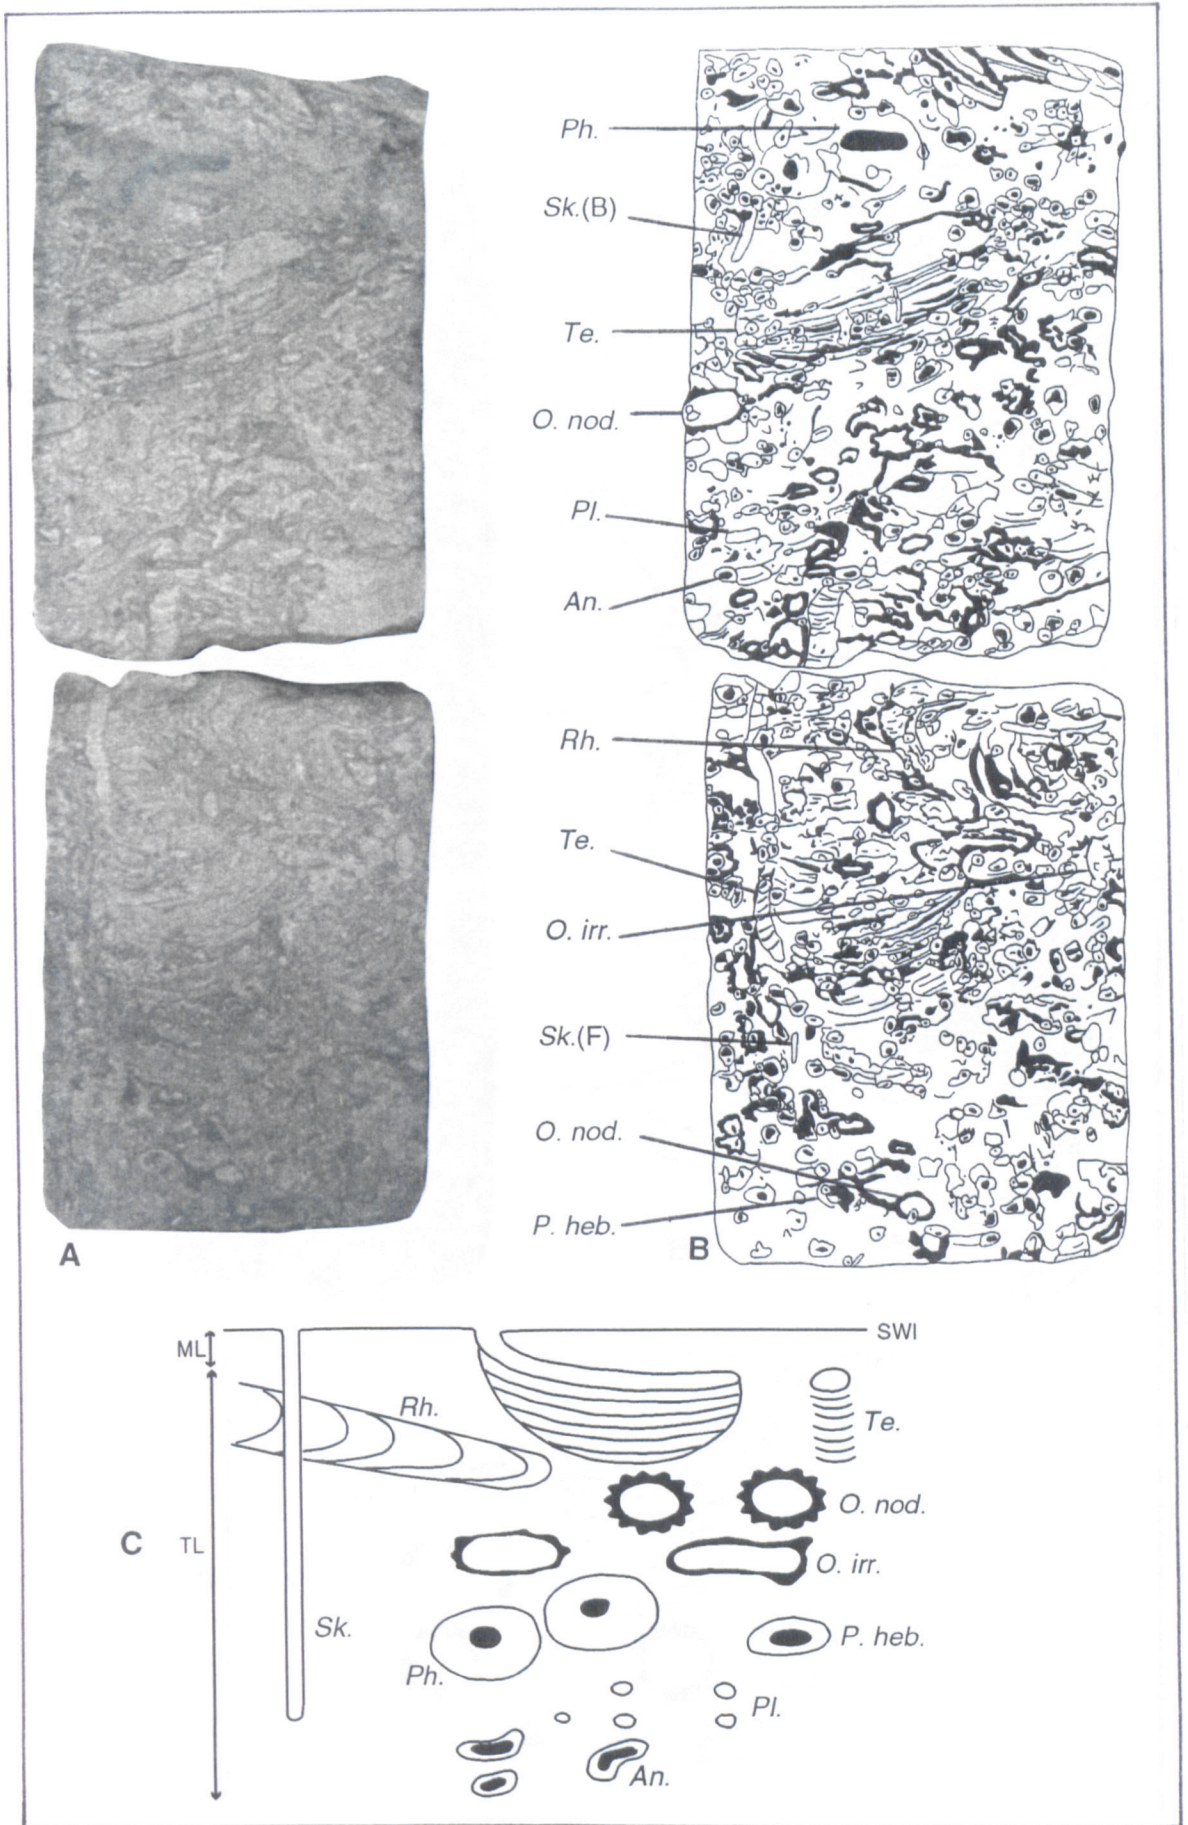 Ph.
Sk.(B)
Te.
O. nod.
Pl.
An.
Rh.
Te.
O. irr.
Sk.(F)
O. nod.
P. heb.
A
B
SWI
ML
Rh.
Te.
O. nod.
C
TL
O. irr.
Sk.
P. heb.
Ph.
Pl.
An.